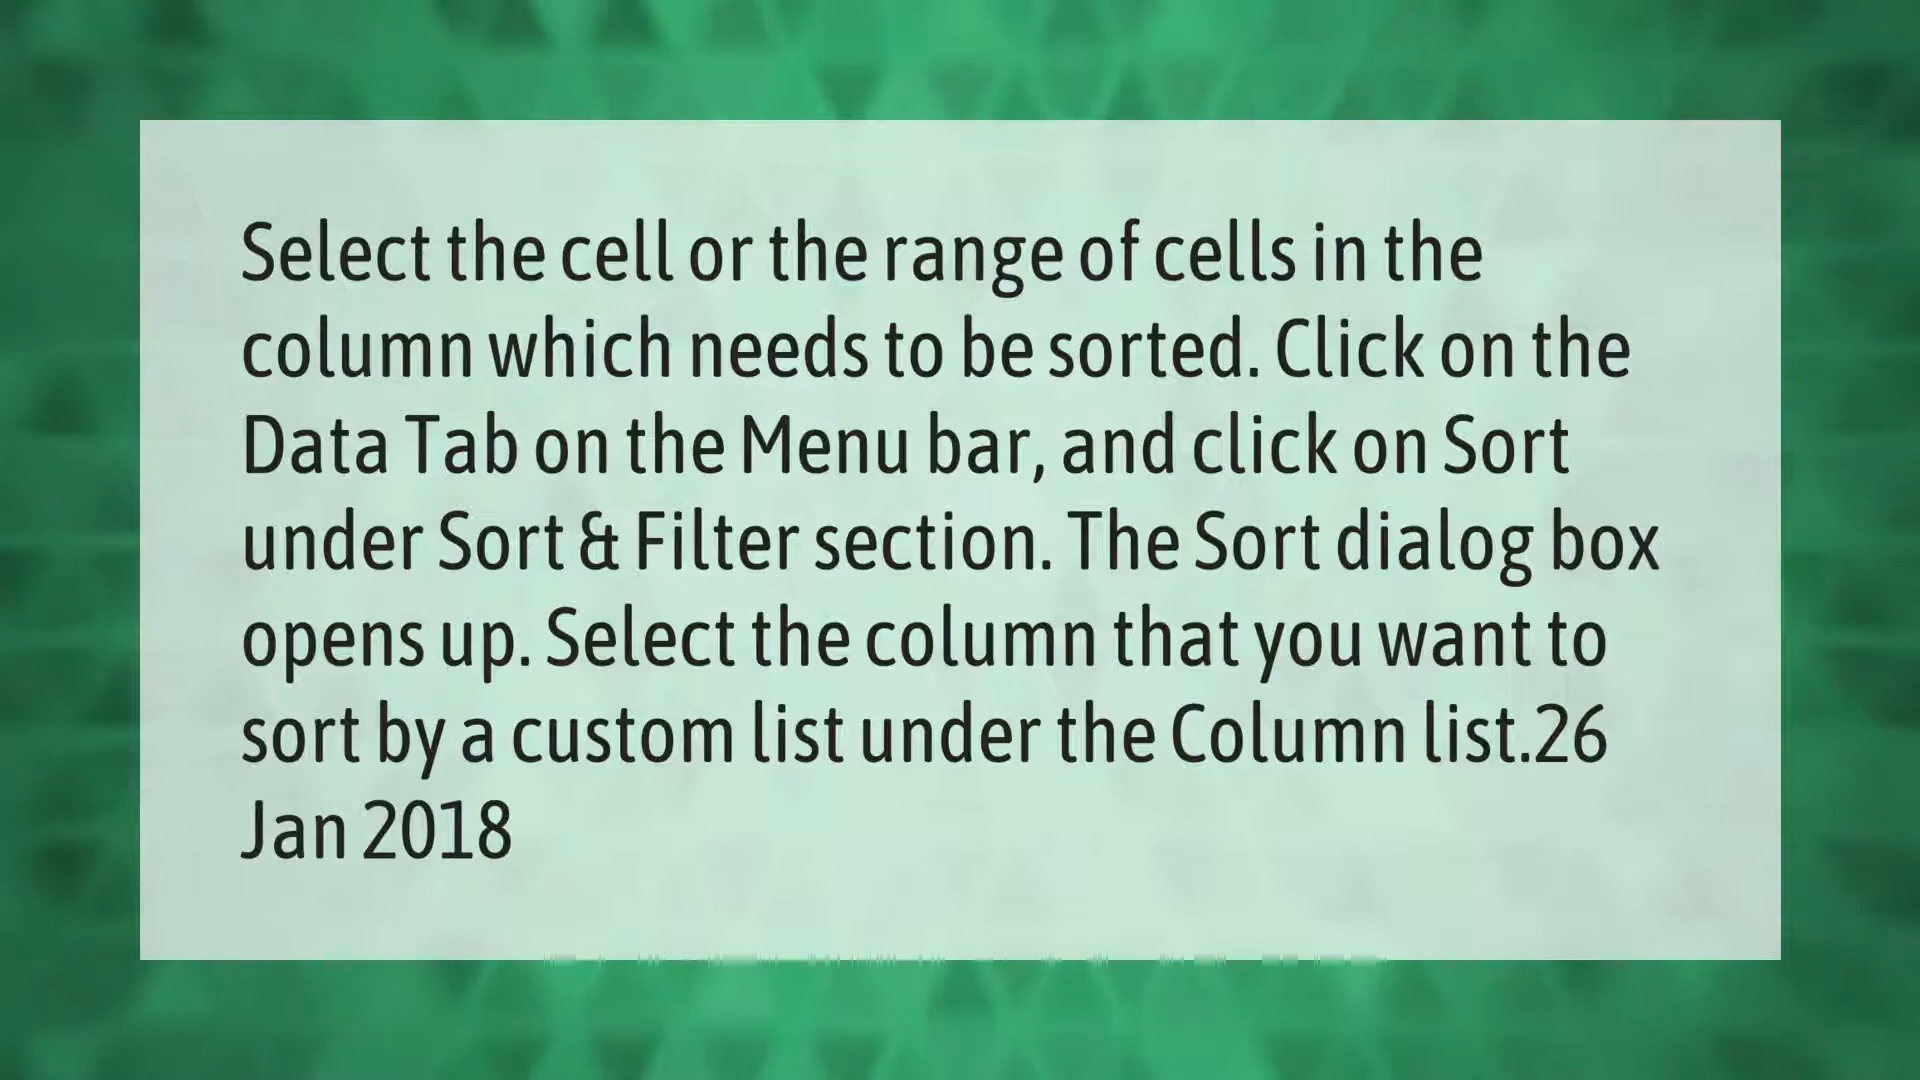 Select the cell or the range of cells in the
column which needs to be sorted. Click on the
Data Tab on the Menu bar, and click on Sort
under Sort & Filter section. The Sort dialog box
opens up. Select the column that you want to
sort by a custom list under the Column list.26
Jan 2018